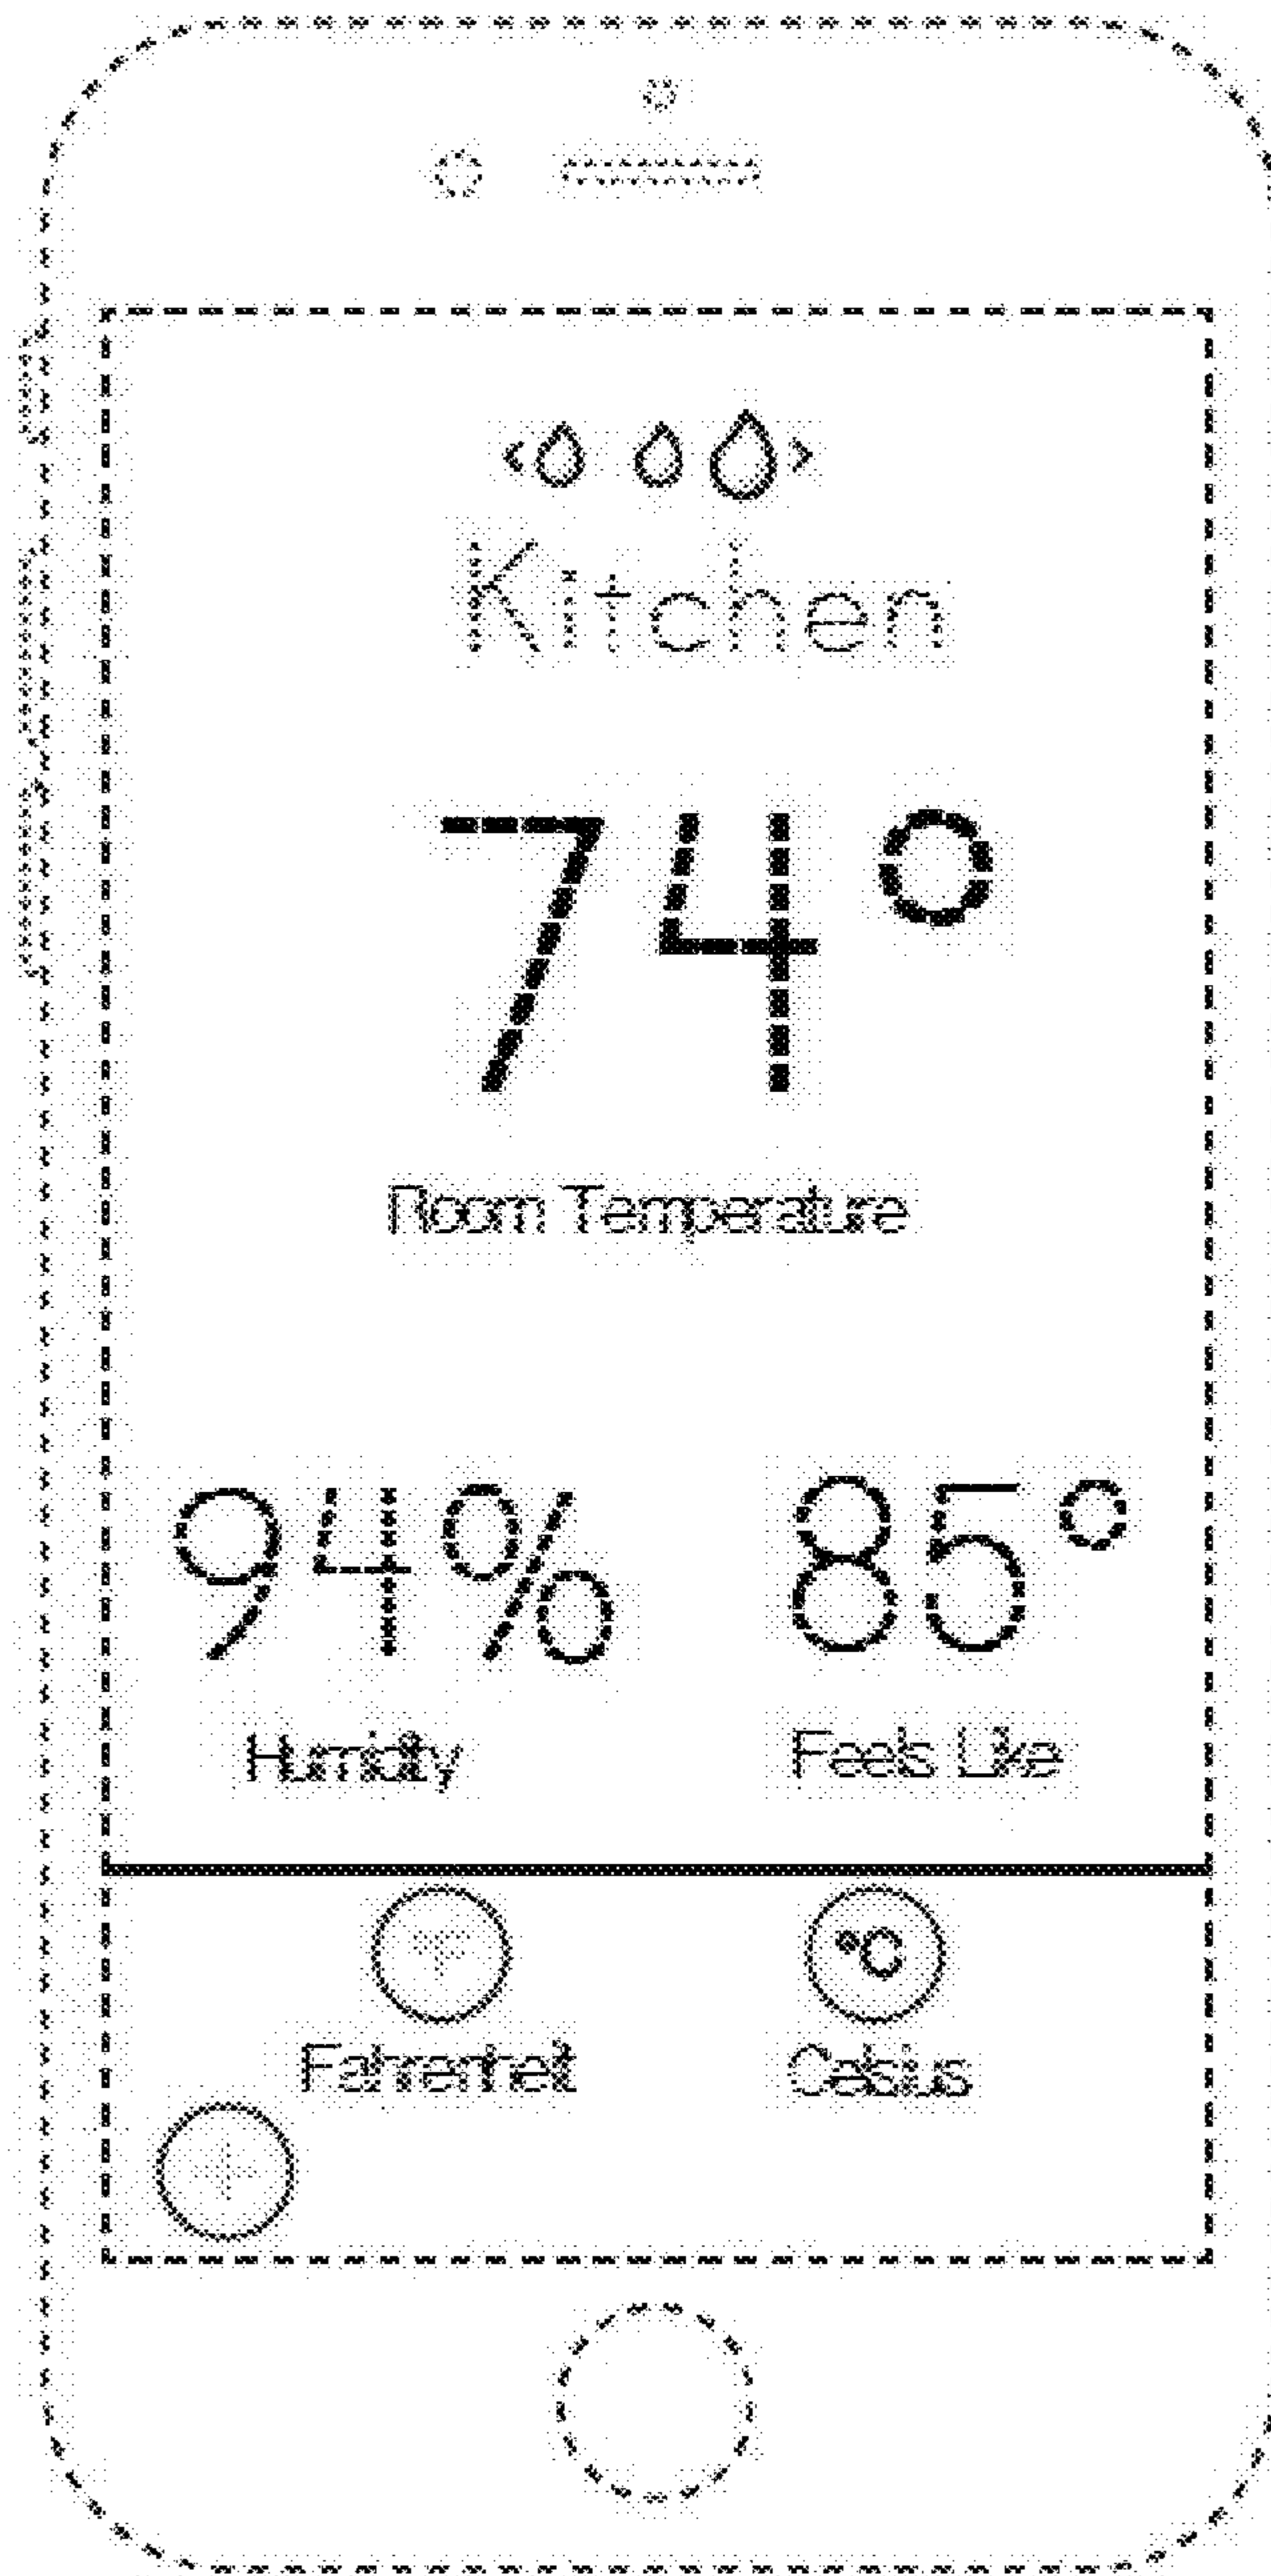 Kitchen
74°
Room Temperature
94% 85°
Humidity Feels Like
°C
Fahrenheit Celsius
+